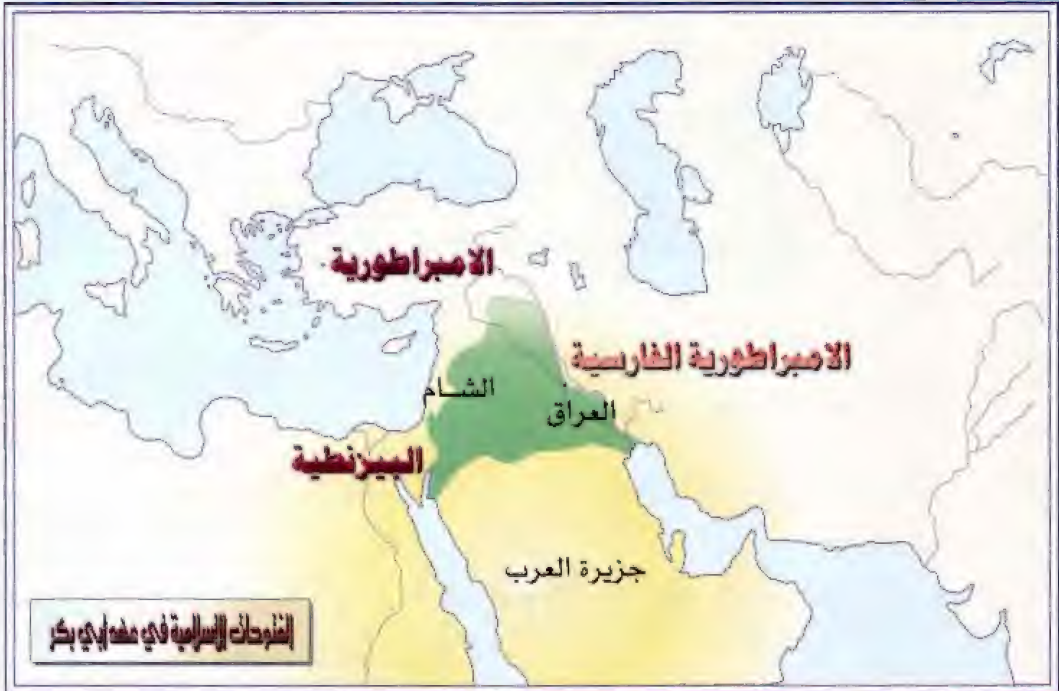 الامبراطورية
الامبراطورية الفارسية
الشام
العراق
البيزنطية
جزيرة العرب
الفتوحات الإسلامية في عهد أبي بكر